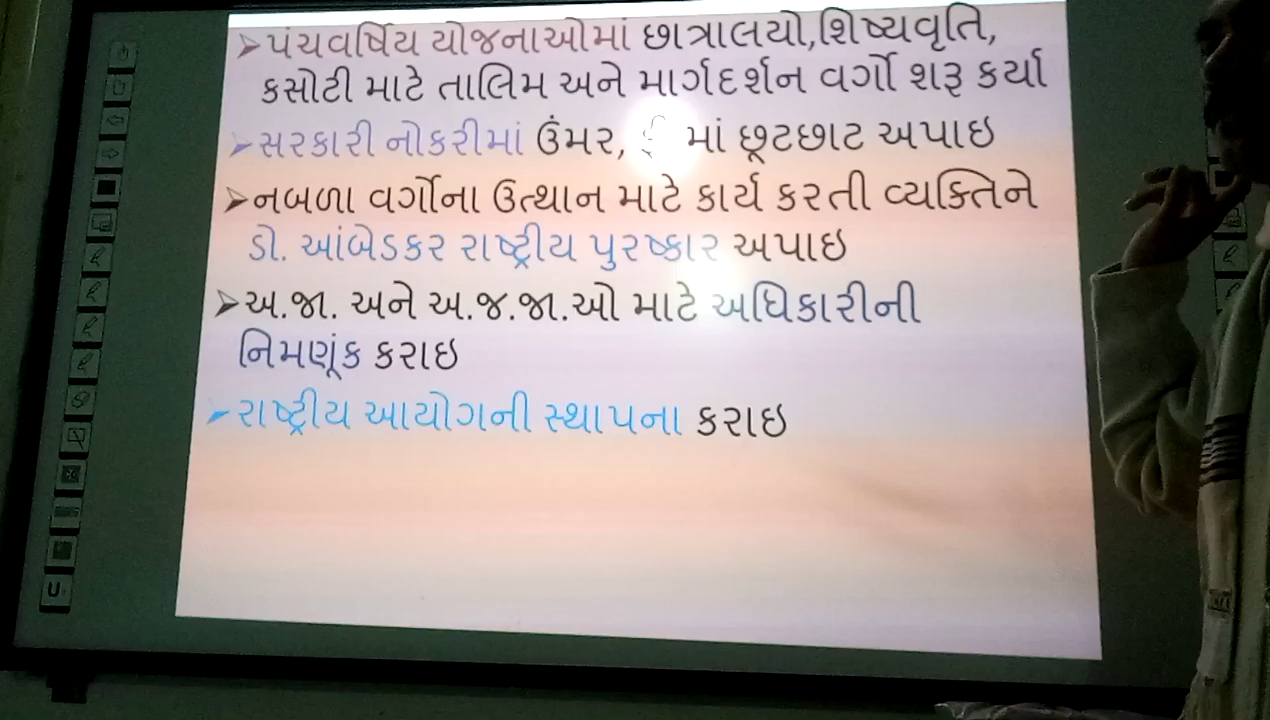 ➢પંચવર્ષિય યોજનાઓમાં છાત્રાલયો,શિષ્યવૃતિ,
કસોટી માટે તાલિમ અને માર્ગદર્શન વર્ગો શરૂ કર્યા
➢સરકારી નોકરીમાં ઉંમર, માં છૂટછાટ અપાઇ
➢નબળા વર્ગોના ઉત્થાન માટે કાર્ય કરતી વ્યક્તિને
ડો. આંબેડકર રાષ્ટ્રીય પુરષ્કાર અપાઇ
➢અ.જા. અને અ.જ.જા.ઓ માટે અધિકારીની
નિમણૂંક કરાઇ
➢રાષ્ટ્રીય આયોગની સ્થાપના કરાઇ